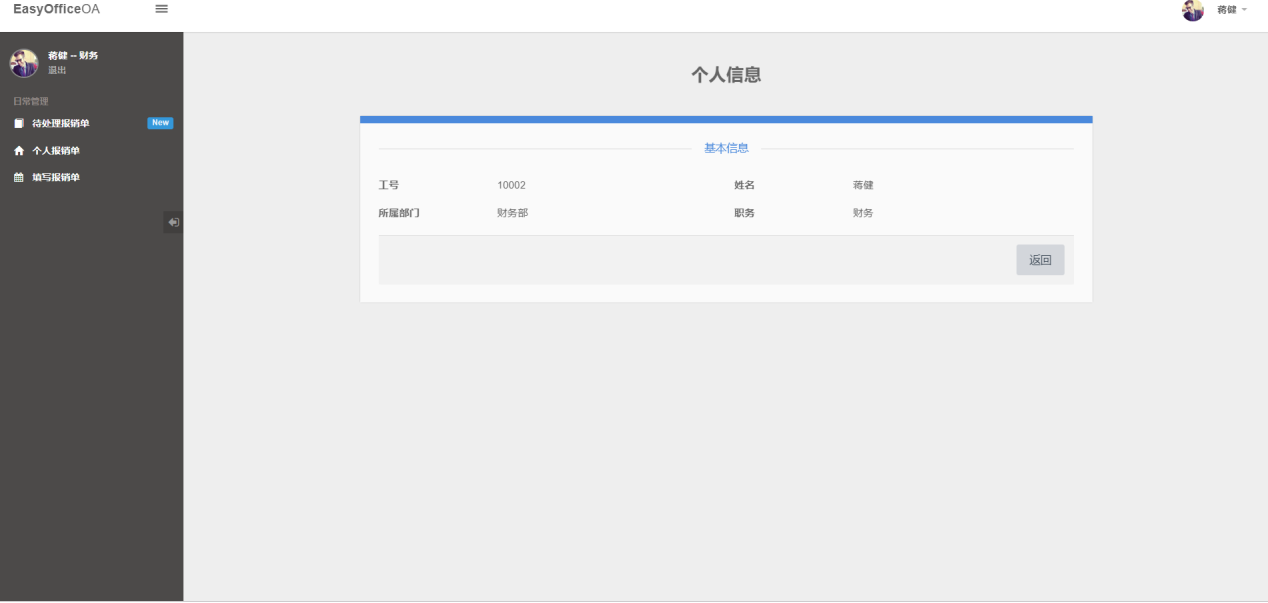 EasyOfficeOA
蒋健
蒋健 -- 财务
退出
日常管理
待处理报销单 New
个人报销单
填写报销单
个人信息
基本信息
工号 10002 姓名 蒋健
所属部门 财务部 职务 财务
返回